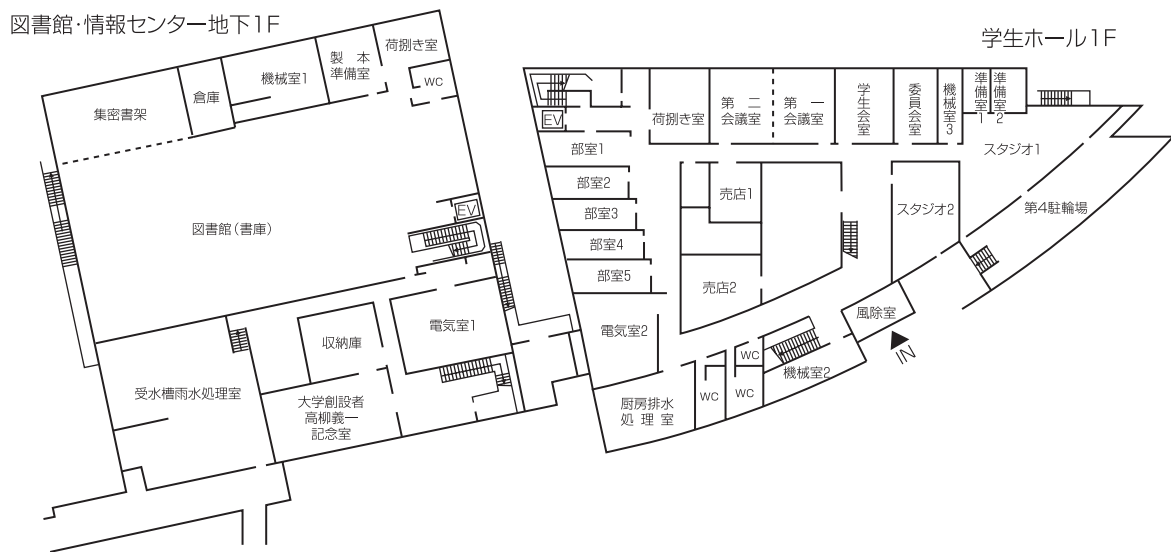 図書館・情報センター地下1F
学生ホール1F
集密書架
倉庫
機械室1
製本
準備室
荷捌き室
WC
図書館(書庫)
EV
電気室1
収納庫
受水槽雨水処理室
大学創設者
高柳義一
記念室
EV
部室1
部室2
部室3
部室4
部室5
電気室2
荷捌き室
第二
会議室
第一
会議室
学生会室
委員会室
機械室3
準備室1
準備室2
スタジオ1
売店1
スタジオ2
第4駐輪場
売店2
風除室
IN
WC
機械室2
WC
WC
厨房排水
処理室